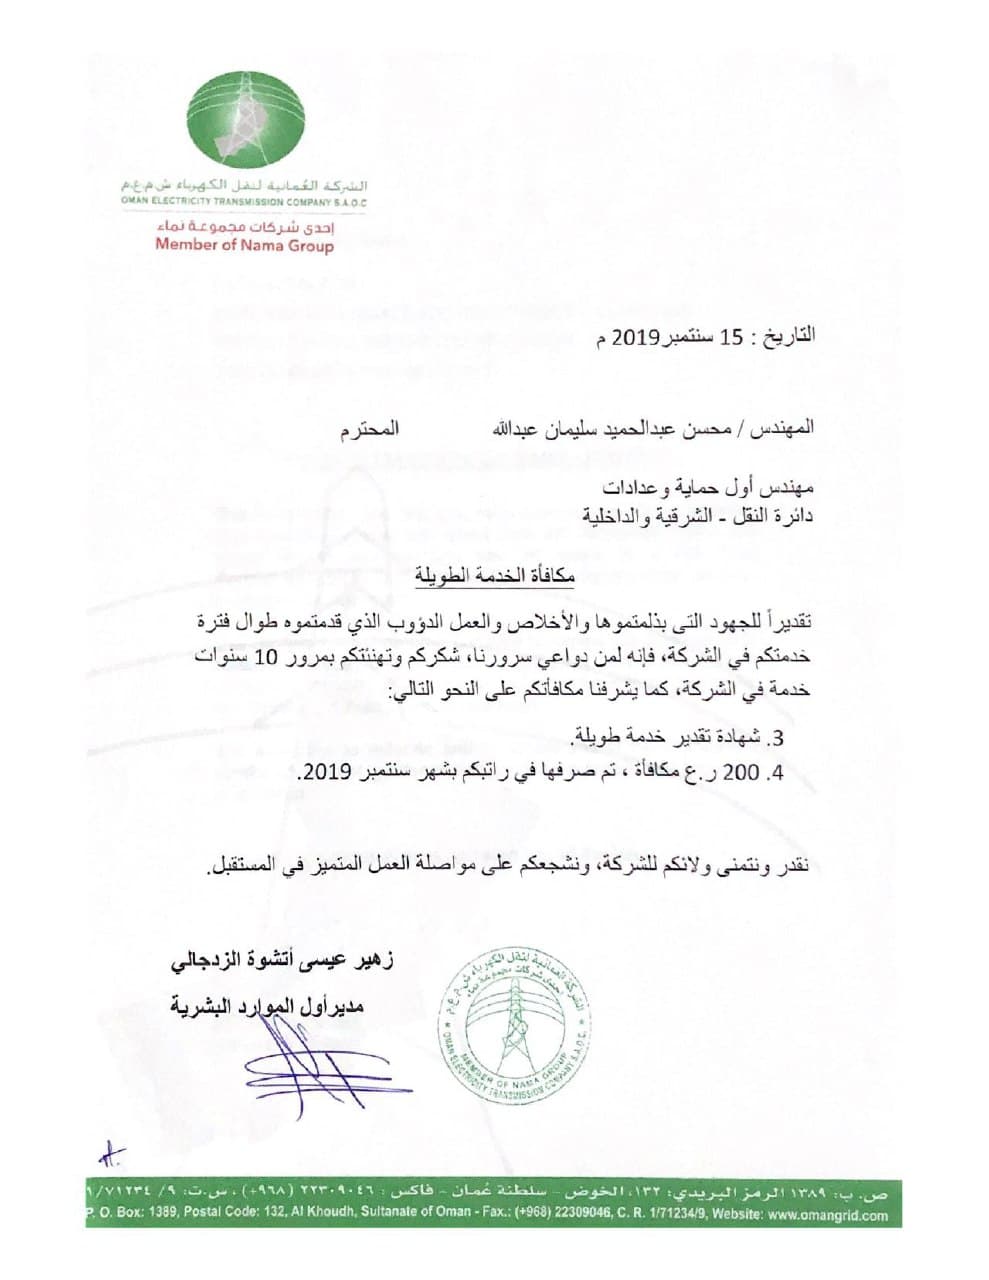 الشركة العُمانية لنقل الكهرباء ش.م.ع.م
OMAN ELECTRICITY TRANSMISSION COMPANY S.A.O.C
إحدى شركات مجموعة نماء
Member of Nama Group
التاريخ : 15 سنتمبر2019 م
المهندس / محسن عبدالحميد سليمان عبدالله المحترم
مهندس أول حماية وعدادات
دائرة النقل - الشرقية والداخلية
مكافأة الخدمة الطويلة
تقديراً للجهود التى بذلمتموها والأخلاص والعمل الدؤوب الذي قدمتموه طوال فترة
خدمتكم في الشركة، فإنه لمن دواعي سرورنا، شكركم وتهنئتكم بمرور 10 سنوات
خدمة في الشركة، كما يشرفنا مكافأتكم على النحو التالي:
3. شهادة تقدير خدمة طويلة.
4. 200 ر.ع مكافأة ، تم صرفها في راتبكم بشهر سنتمبر 2019.
نقدر ونتمنى ولائكم للشركة، ونشجعكم على مواصلة العمل المتميز في المستقبل.
زهير عيسى أتشوة الزدجالي
مديرأول الموارد البشرية
الشركة العمانية لنقل الكهرباء ش.م.ع.م
إحدى شركات مجموعة نماء
MEMBER OF NAMA GROUP
OMAN ELECTRICITY TRANSMISSION COMPANY S.A.O.C.
ص. ب: ١٣٨٩ الرمز البريدي: ١٣٢، الخوض - سلطنة عُمان - فاكس : ٢٢٣٠٩٠٤٦ (٩٦٨+) ، س.ت: ٩/ ١/٧١٢٣٤
P. O. Box: 1389, Postal Code: 132, Al Khoudh, Sultanate of Oman - Fax.: (+968) 22309046, C. R. 1/71234/9, Website: www.omangrid.com